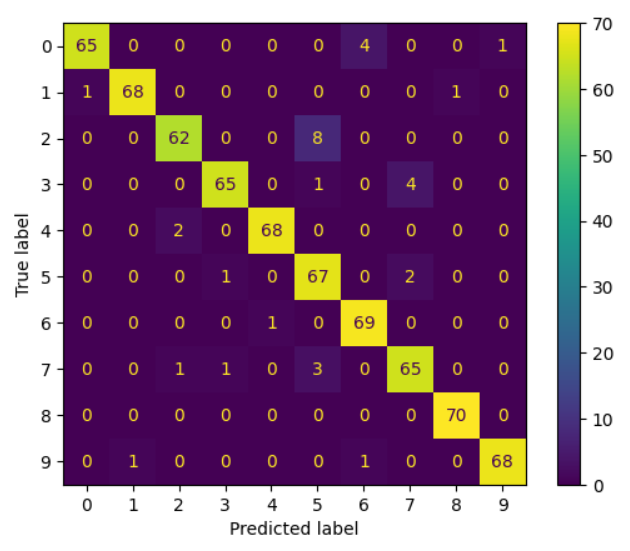 0 65 0 0 0 0 0 4 0 0 1
1 1 68 0 0 0 0 0 0 1 0
2 0 0 62 0 0 8 0 0 0 0
3 0 0 0 65 0 1 0 4 0 0
4 0 0 2 0 68 0 0 0 0 0
5 0 0 0 1 0 67 0 2 0 0
6 0 0 0 0 1 0 69 0 0 0
7 0 0 1 1 0 3 0 65 0 0
8 0 0 0 0 0 0 0 0 70 0
9 0 1 0 0 0 0 1 0 0 68
0 1 2 3 4 5 6 7 8 9
Predicted label
True label
70
60
50
40
30
20
10
0